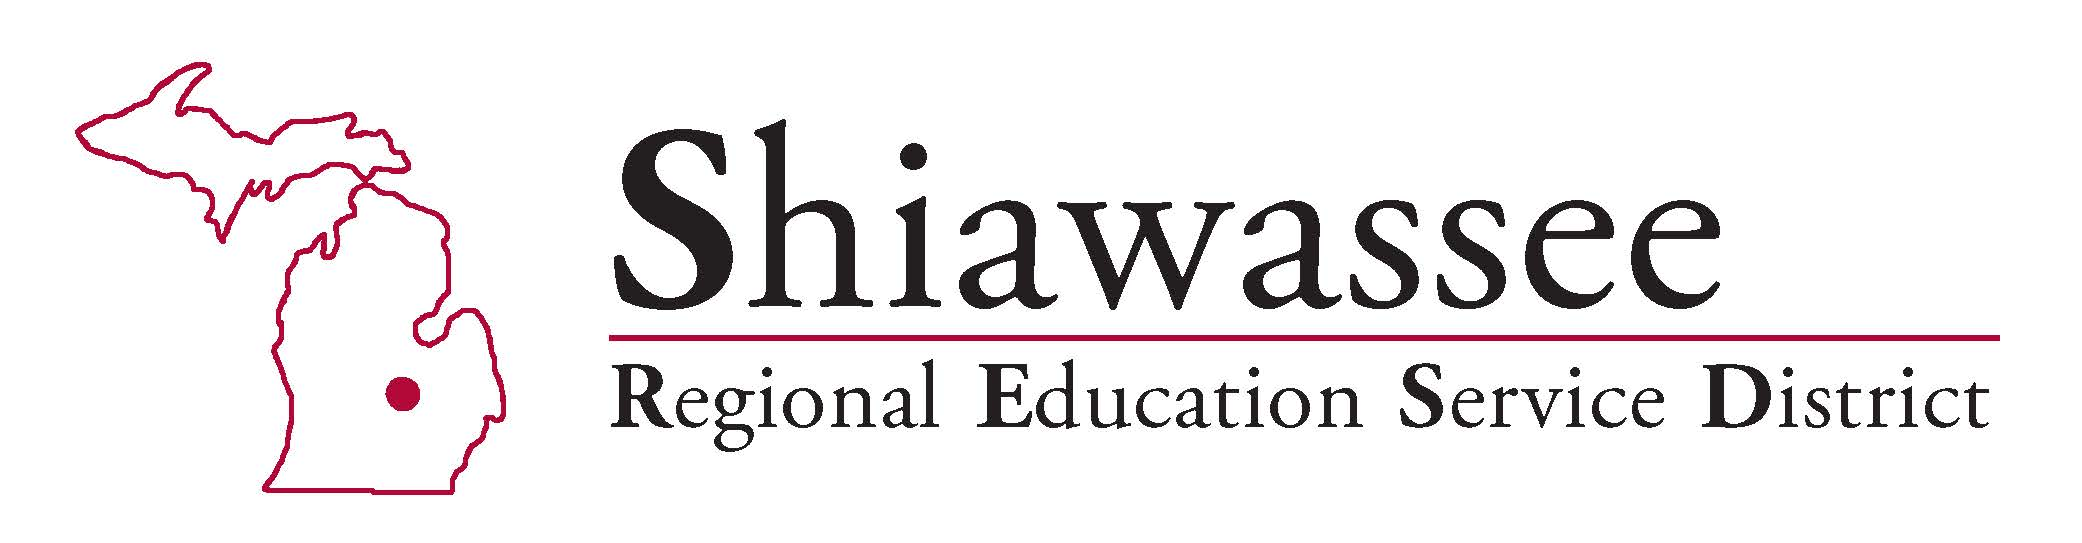 Shiawassee
Regional Education Service District